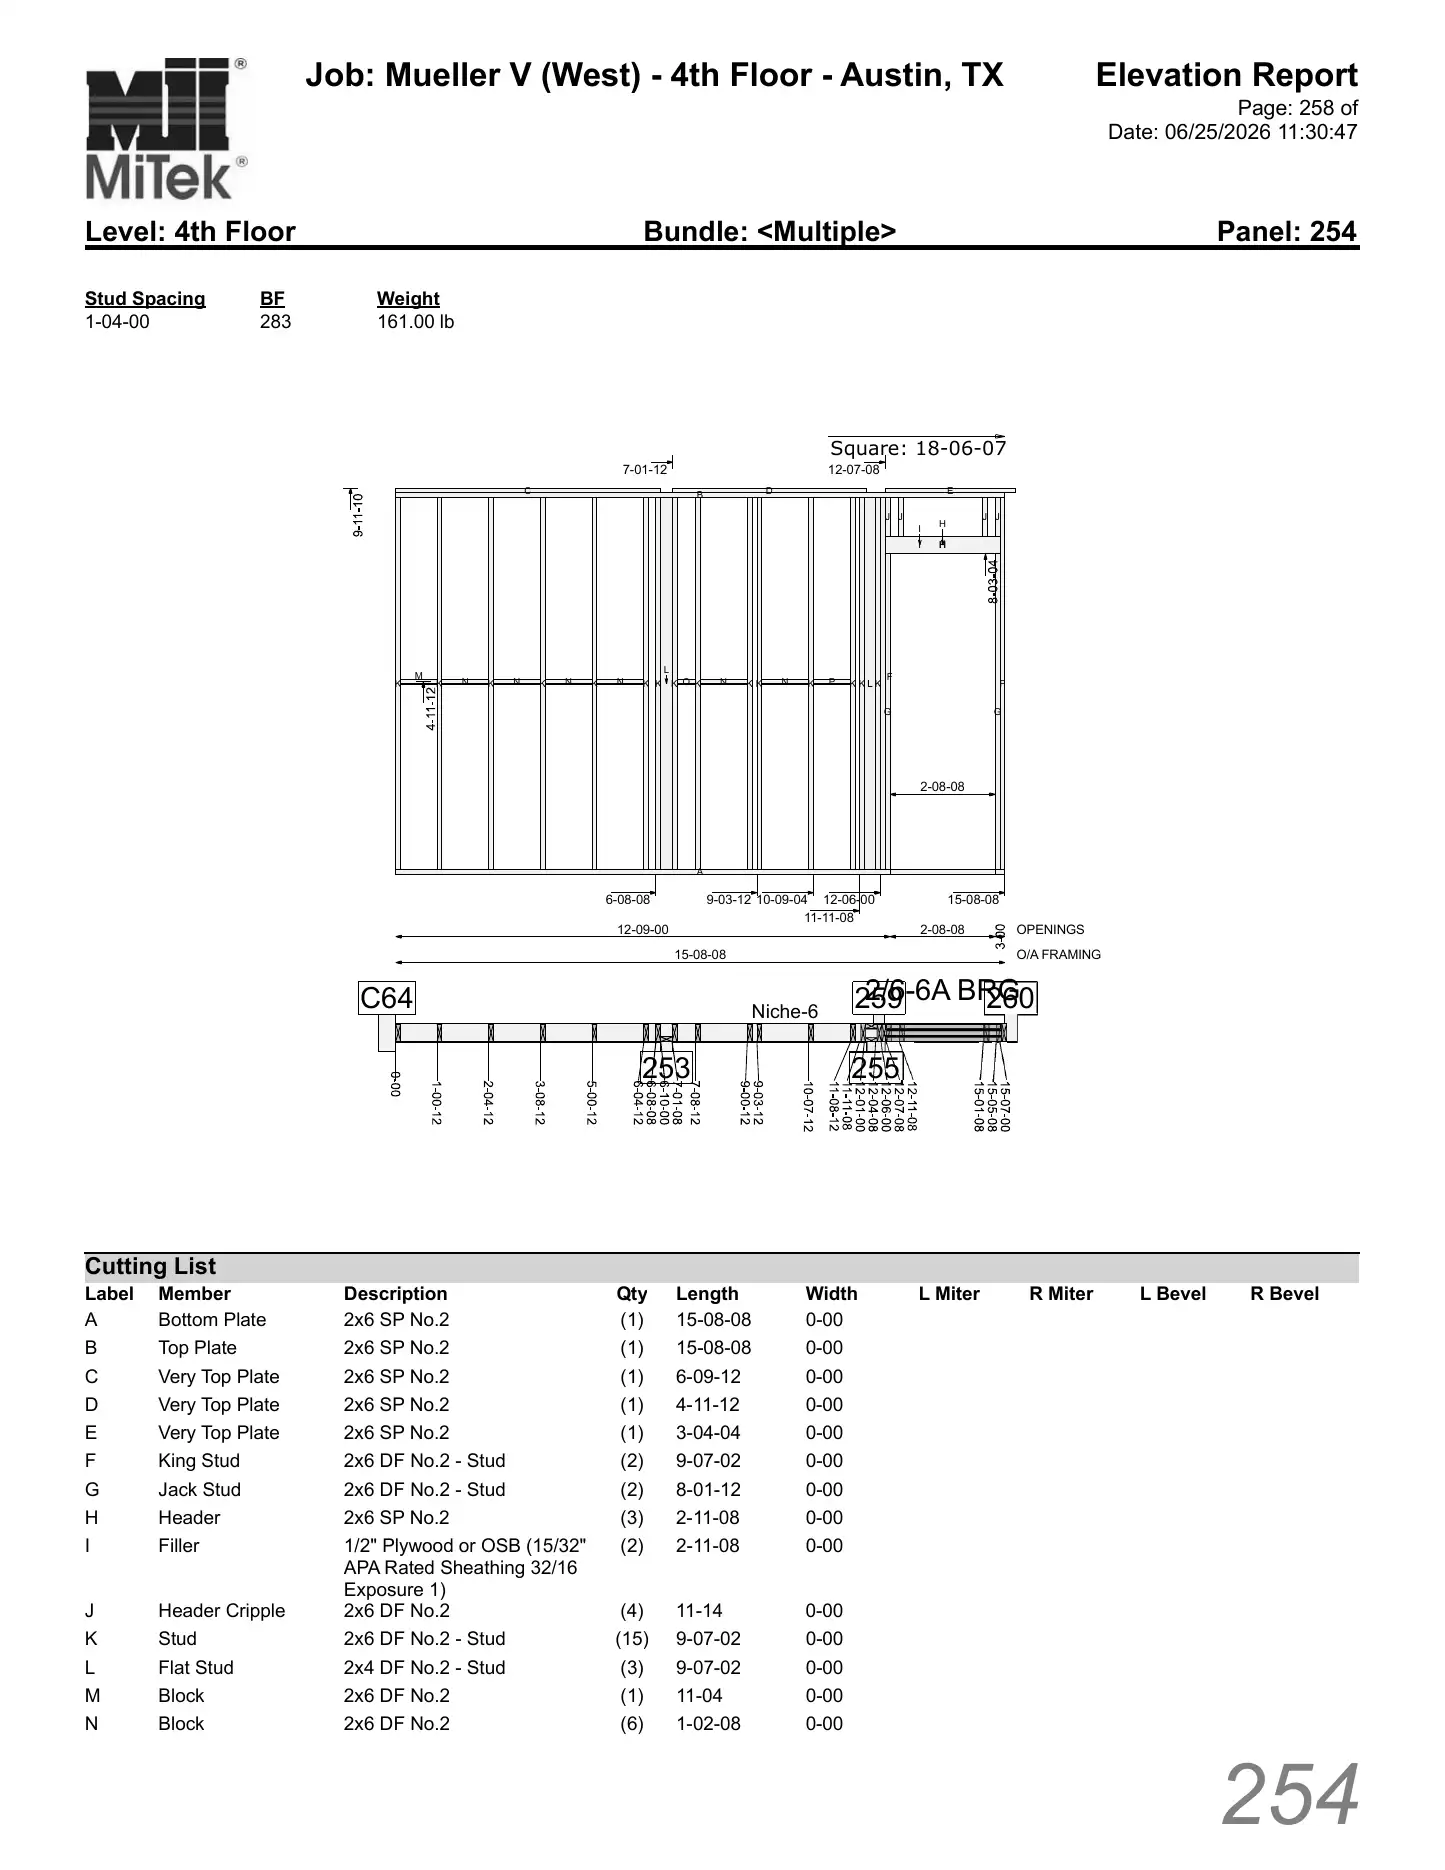 Job: Mueller V (West) - 4th Floor - Austin, TX
Elevation Report
Page: 258 of
Date: 06/25/2026 11:30:47
MiTek®
Level: 4th Floor Bundle: <Multiple> Panel: 254
Stud Spacing BF Weight
1-04-00 283 161.00 lb
Square: 18-06-07
7-01-12 12-07-08
C B D E
9-11-10
J J H J J
I
H
8-03-04
L
M F
K K N K N K N K N K K K O N K K N K P K K L K F
4-11-12
G G
2-08-08
A
6-08-08 9-03-12 10-09-04 12-06-00 15-08-08
11-11-08
12-09-00 2-08-08 3-00 OPENINGS
15-08-08 O/A FRAMING
C64 259 2/6-6A BRG 260
Niche-6
253 255
0-00 1-00-12 2-04-12 3-08-12 5-00-12 6-04-12 6-08-08 6-10-00 7-01-08 7-08-12 9-00-12 9-03-12 10-07-12 11-08-12 11-11-08 12-01-00 12-04-08 12-06-00 12-07-08 12-11-08 15-01-08 15-05-08 15-07-00
Cutting List
Label Member Description Qty Length Width L Miter R Miter L Bevel R Bevel
A Bottom Plate 2x6 SP No.2 (1) 15-08-08 0-00
B Top Plate 2x6 SP No.2 (1) 15-08-08 0-00
C Very Top Plate 2x6 SP No.2 (1) 6-09-12 0-00
D Very Top Plate 2x6 SP No.2 (1) 4-11-12 0-00
E Very Top Plate 2x6 SP No.2 (1) 3-04-04 0-00
F King Stud 2x6 DF No.2 - Stud (2) 9-07-02 0-00
G Jack Stud 2x6 DF No.2 - Stud (2) 8-01-12 0-00
H Header 2x6 SP No.2 (3) 2-11-08 0-00
I Filler 1/2" Plywood or OSB (15/32" (2) 2-11-08 0-00
APA Rated Sheathing 32/16
Exposure 1)
J Header Cripple 2x6 DF No.2 (4) 11-14 0-00
K Stud 2x6 DF No.2 - Stud (15) 9-07-02 0-00
L Flat Stud 2x4 DF No.2 - Stud (3) 9-07-02 0-00
M Block 2x6 DF No.2 (1) 11-04 0-00
N Block 2x6 DF No.2 (6) 1-02-08 0-00
254